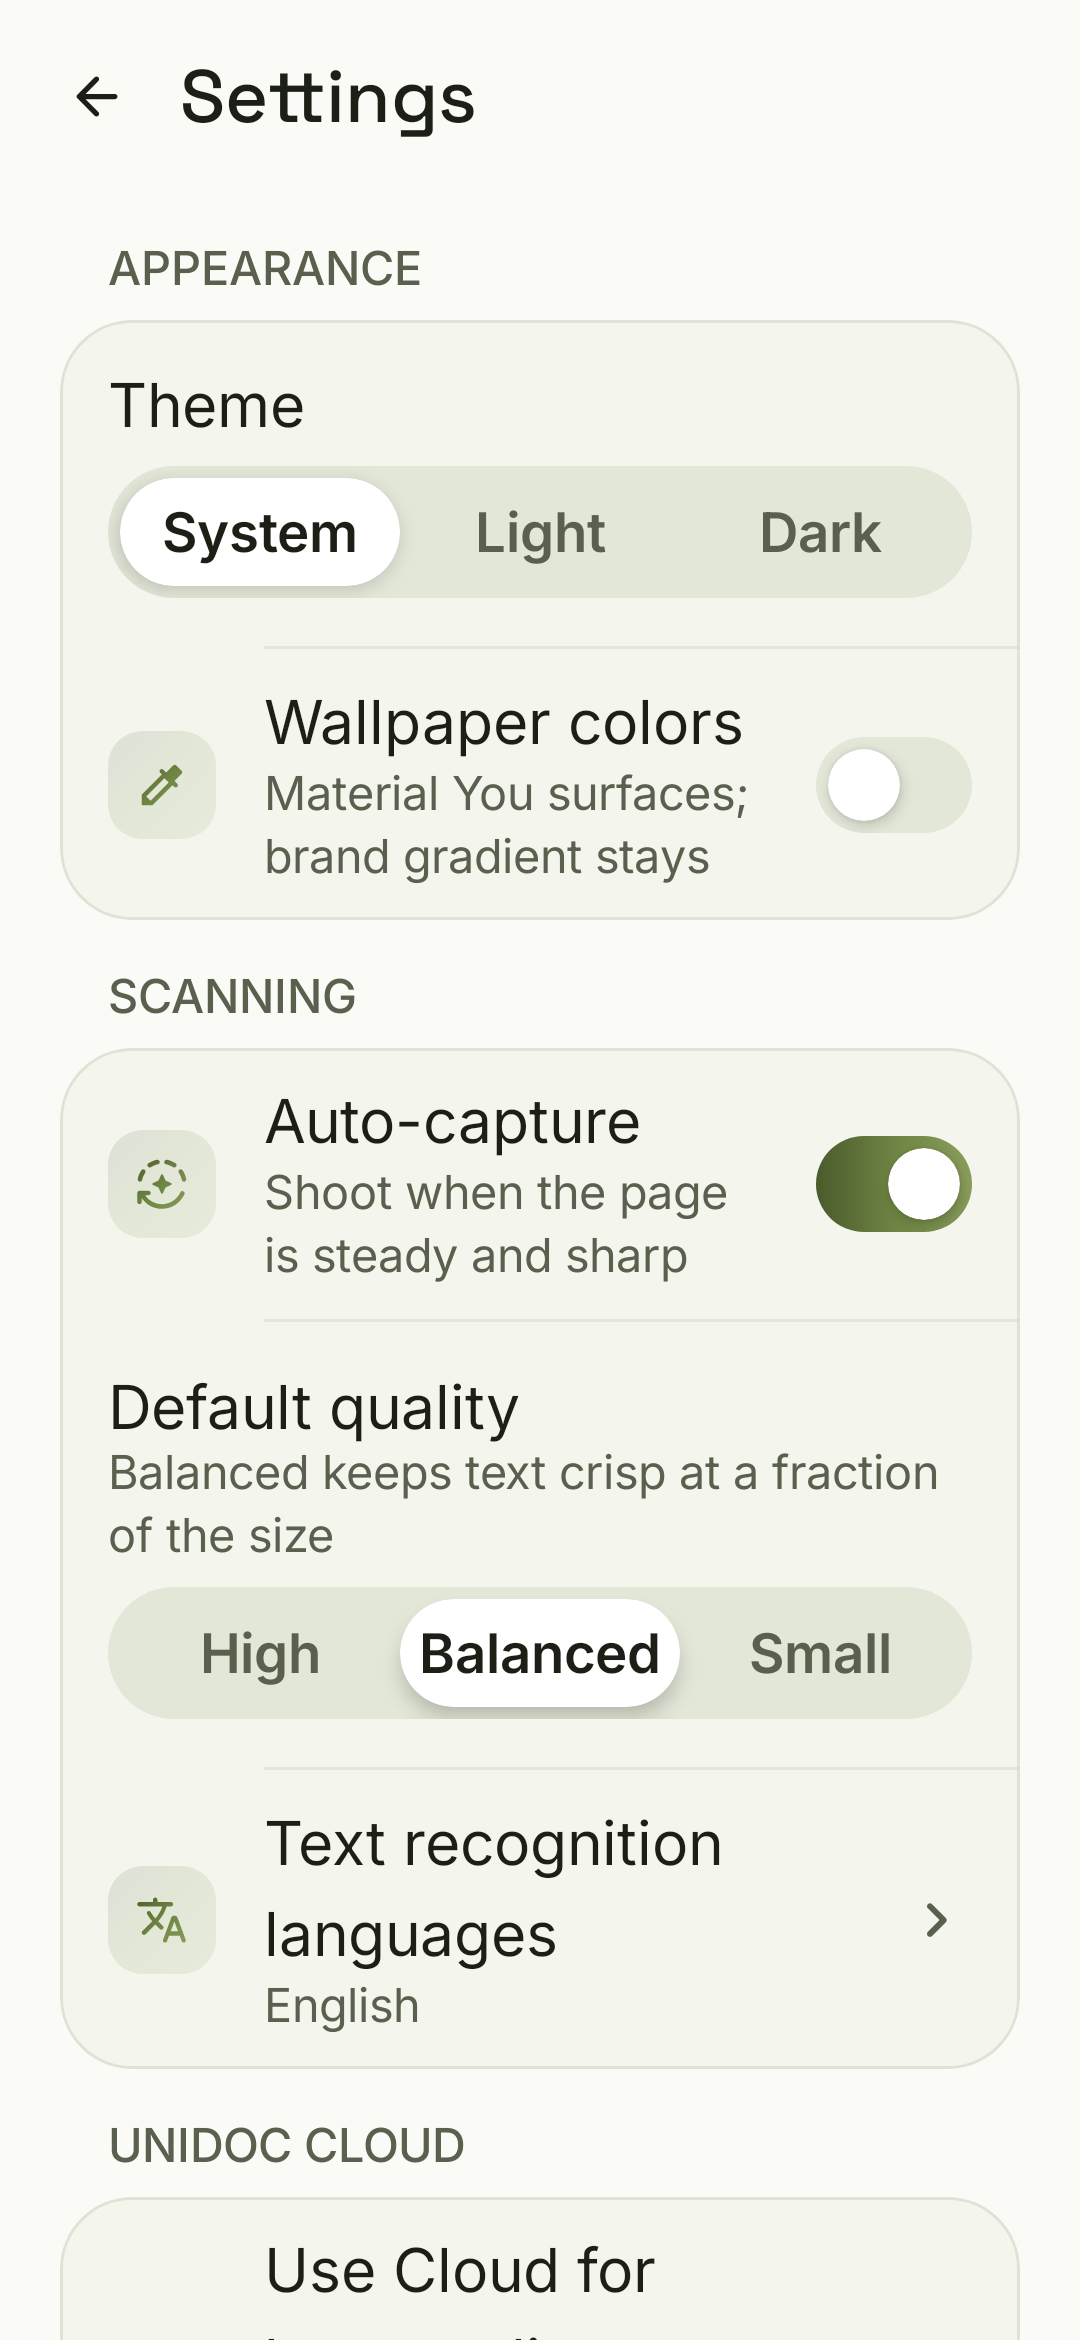 Settings
APPEARANCE
Theme
System Light Dark
Wallpaper colors
Material You surfaces;
brand gradient stays
SCANNING
Auto-capture
Shoot when the page
is steady and sharp
Default quality
Balanced keeps text crisp at a fraction
of the size
High Balanced Small
Text recognition
languages
English
UNIDOC CLOUD
Use Cloud for